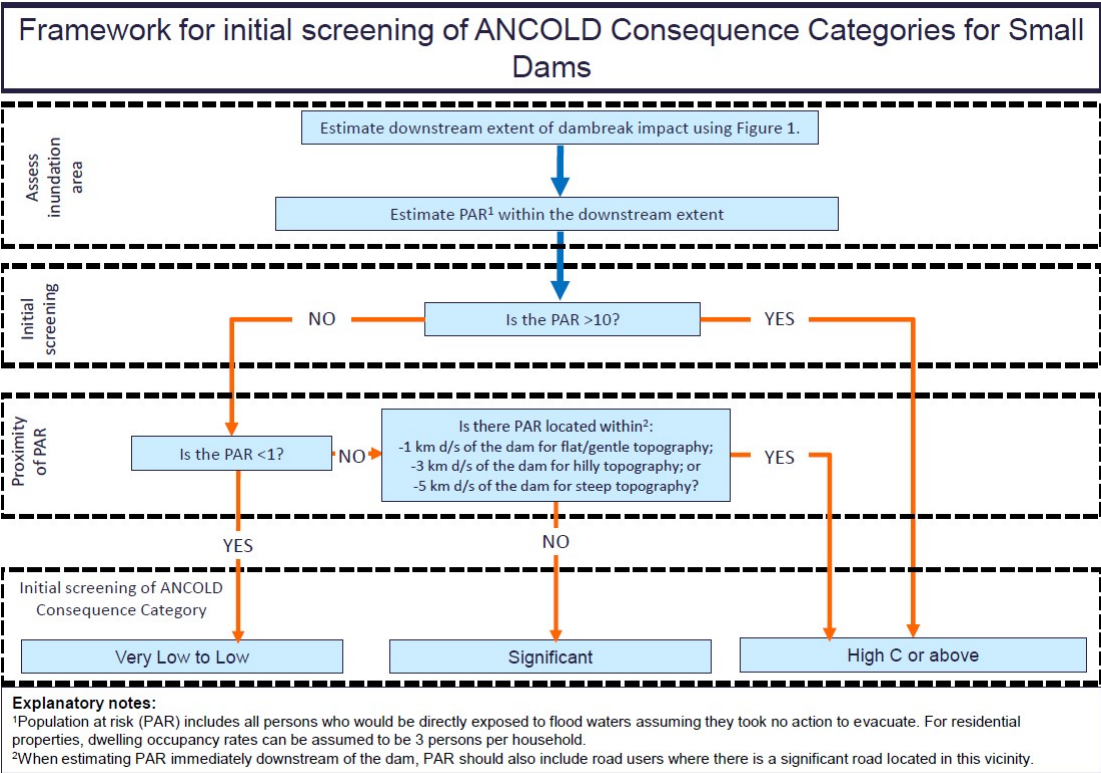 Framework for initial screening of ANCOLD Consequence Categories for Small
Dams
Assess
inundation
area
Estimate downstream extent of dambreak impact using Figure 1.
Estimate PAR¹ within the downstream extent
Initial
screening
NO
Is the PAR >10?
YES
Proximity
of PAR
Is the PAR <1?
NO
Is there PAR located within²:
-1 km d/s of the dam for flat/gentle topography;
-3 km d/s of the dam for hilly topography; or
-5 km d/s of the dam for steep topography?
YES
YES
NO
Initial screening of ANCOLD
Consequence Category
Very Low to Low
Significant
High C or above
Explanatory notes:
¹Population at risk (PAR) includes all persons who would be directly exposed to flood waters assuming they took no action to evacuate. For residential
properties, dwelling occupancy rates can be assumed to be 3 persons per household.
²When estimating PAR immediately downstream of the dam, PAR should also include road users where there is a significant road located in this vicinity.